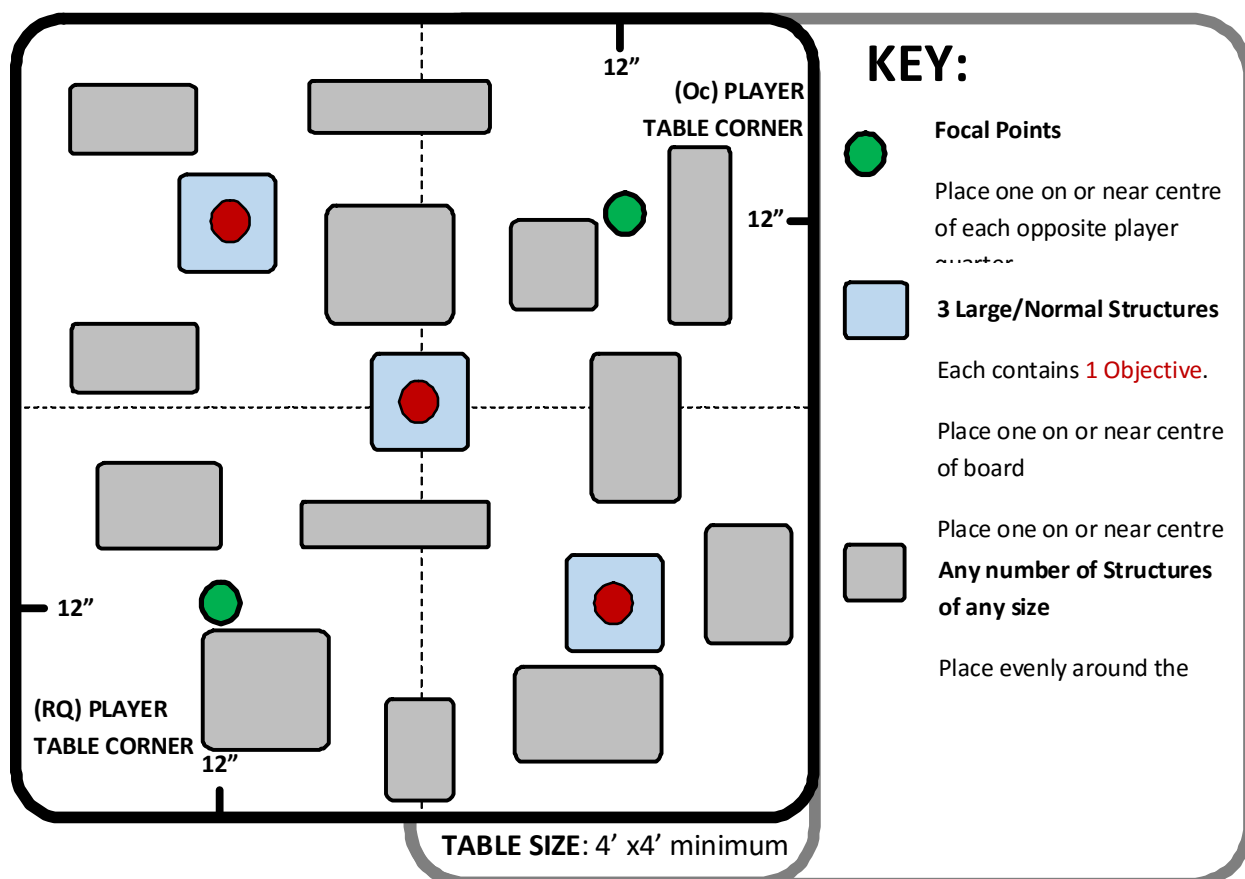 12”
(Oc) PLAYER
TABLE CORNER
12”
12”
(RQ) PLAYER
TABLE CORNER
12”
TABLE SIZE: 4’ x4’ minimum
KEY:
Focal Points
Place one on or near centre
of each opposite player
3 Large/Normal Structures
Each contains 1 Objective.
Place one on or near centre
of board
Place one on or near centre
Any number of Structures
of any size
Place evenly around the